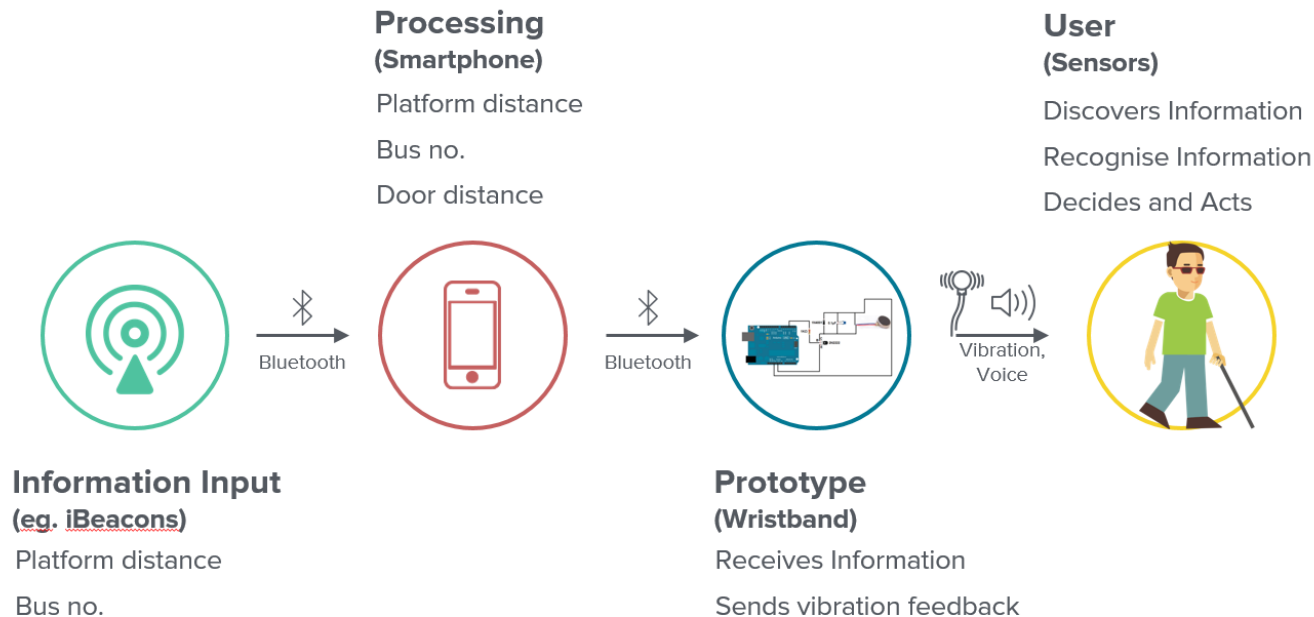 Processing
(Smartphone)
Platform distance
Bus no.
Door distance
User
(Sensors)
Discovers Information
Recognise Information
Decides and Acts
Bluetooth
Bluetooth
Vibration,
Voice
Information Input
(eg. iBeacons)
Platform distance
Bus no.
Prototype
(Wristband)
Receives Information
Sends vibration feedback